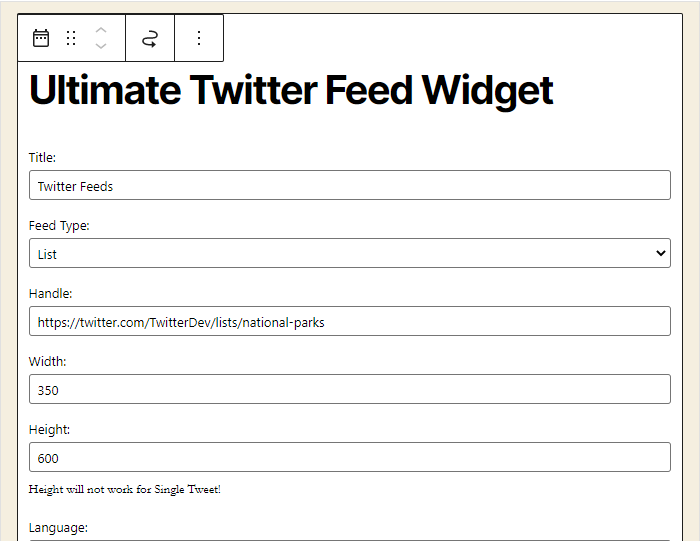 Ultimate Twitter Feed Widget
Title:
Twitter Feeds
Feed Type:
List
Handle:
https://twitter.com/TwitterDev/lists/national-parks
Width:
350
Height:
600
Height will not work for Single Tweet!
Language: